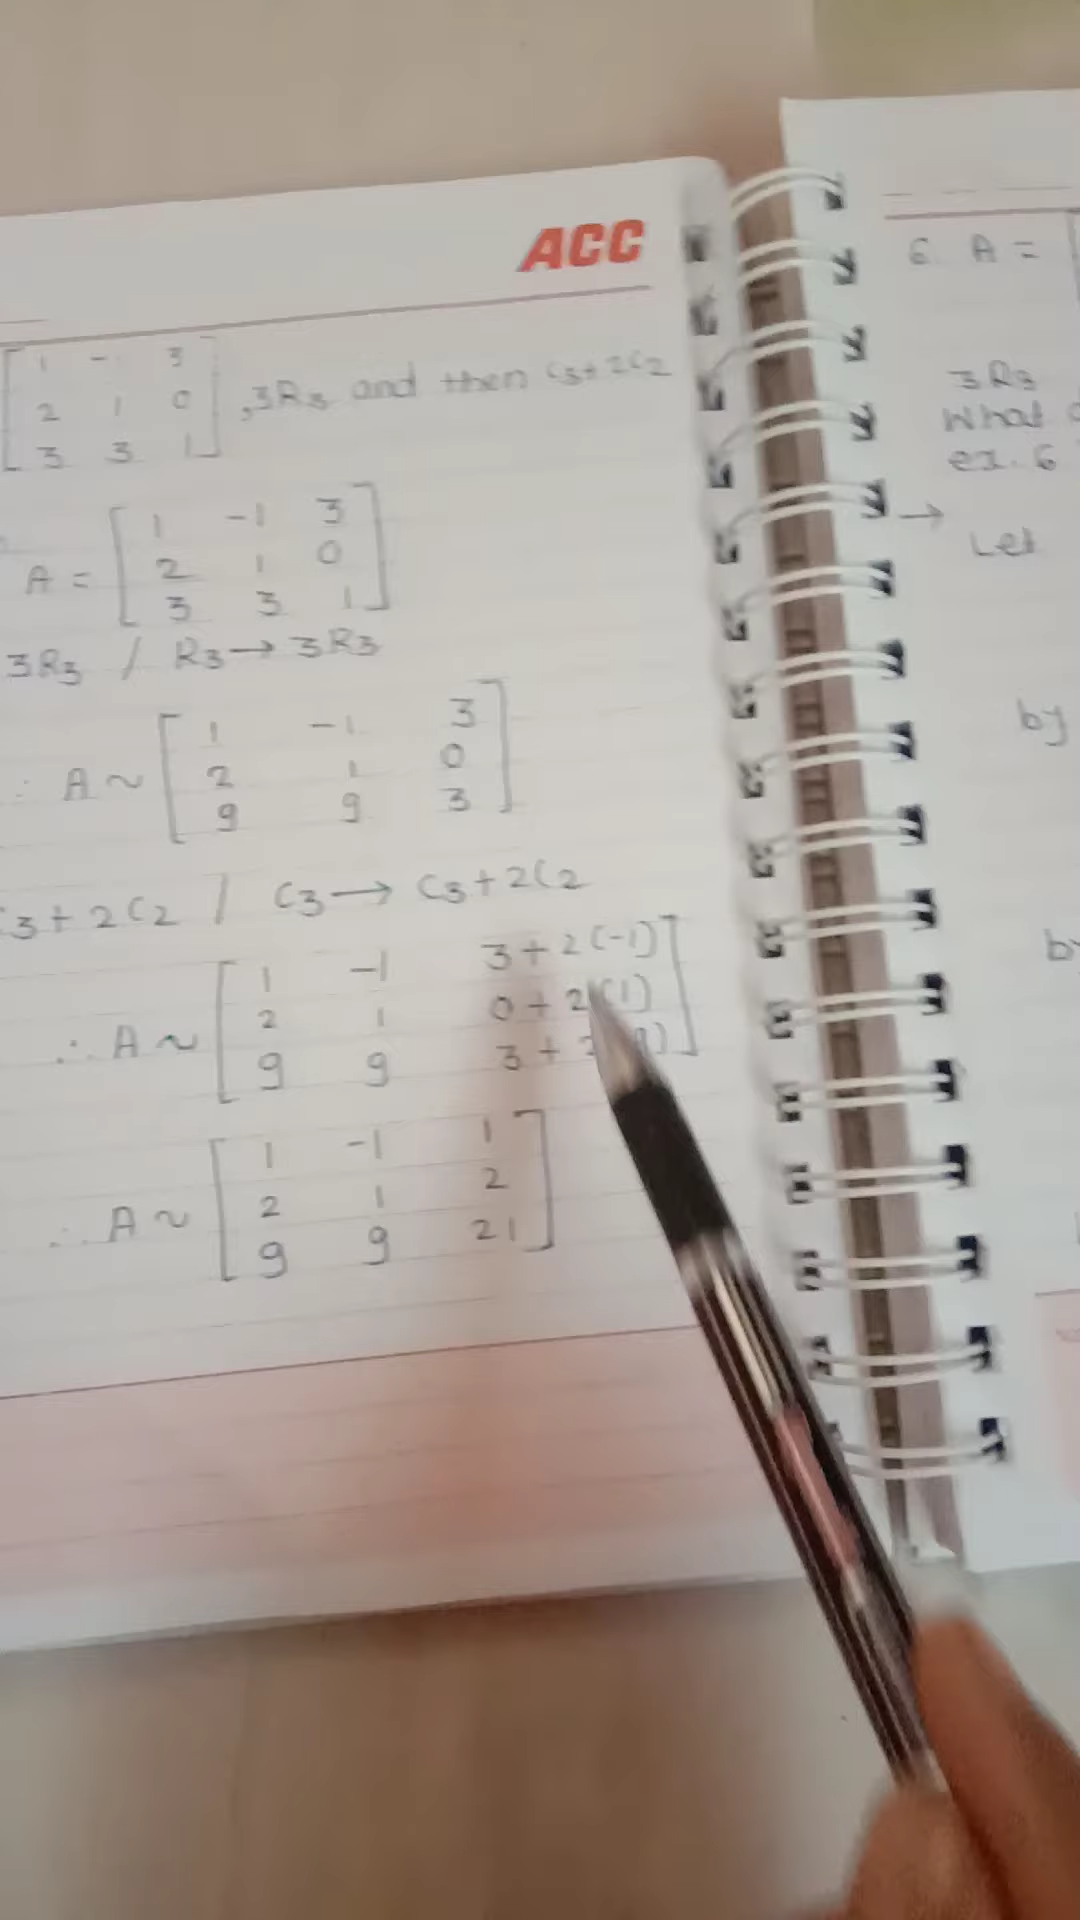 ACC
1 - 3
2 1 0 , 3R3 and then C3+2C2
3 3 1
1 -1 3
A = 2 1 0
3 3 1
3R3 / R3 → 3R3
1 -1 3
∴ A ~ 2 1 0
9 9 3
C3+2C2 / C3 → C3+2C2
1 -1 3+2(-1)
∴ A ~ 2 1 0+2(1)
9 9 3+2(9)
1 -1 1
∴ A ~ 2 1 2
9 9 21
6. A =
3R3
What
ex. 6
→
Let
by